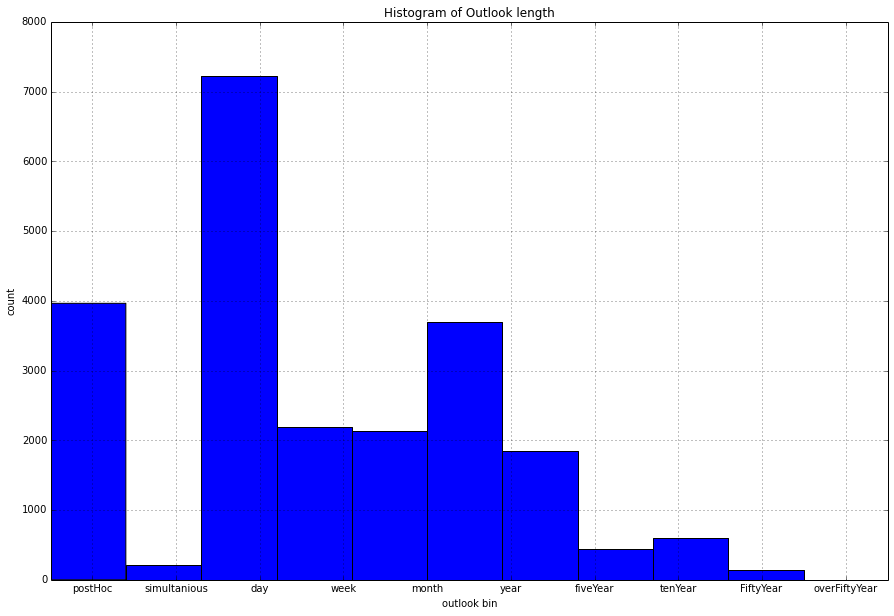 Histogram of Outlook length
8000
7000
6000
5000
4000
3000
2000
1000
0
count
postHoc simultanious day week month year fiveYear tenYear FiftyYear overFiftyYear
outlook bin